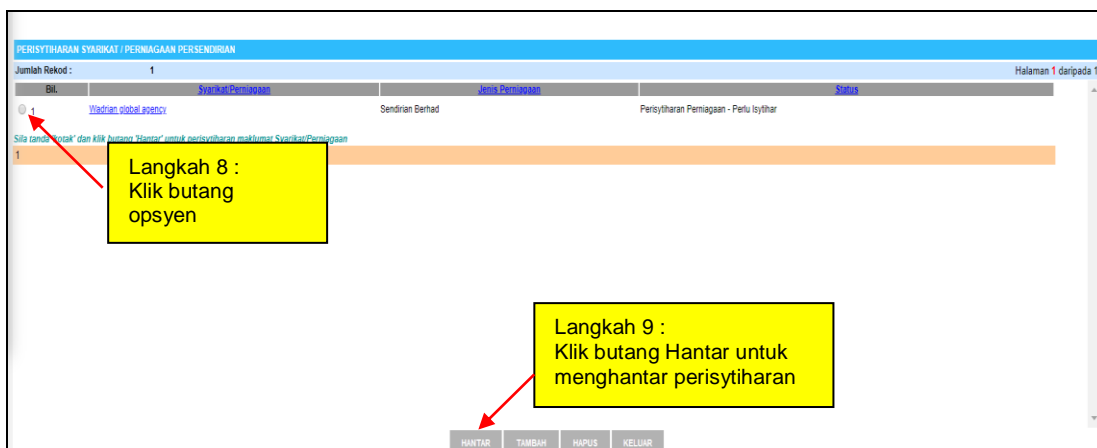 PERISYTIHARAN SYARIKAT / PERNIAGAAN PERSENDIRIAN
Jumlah Rekod : 1 Halaman 1 daripada 1
Bil. Syarikat/Perniagaan Jenis Perniagaan Status
1 Wadrian global agency Sendirian Berhad Perisytiharan Perniagaan - Perlu Isytihar
Sila tanda 'kotak' dan klik butang 'Hantar' untuk perisytiharan maklumat Syarikat/Perniagaan
1
Langkah 8 :
Klik butang
opsyen
Langkah 9 :
Klik butang Hantar untuk
menghantar perisytiharan
HANTAR TAMBAH HAPUS KELUAR